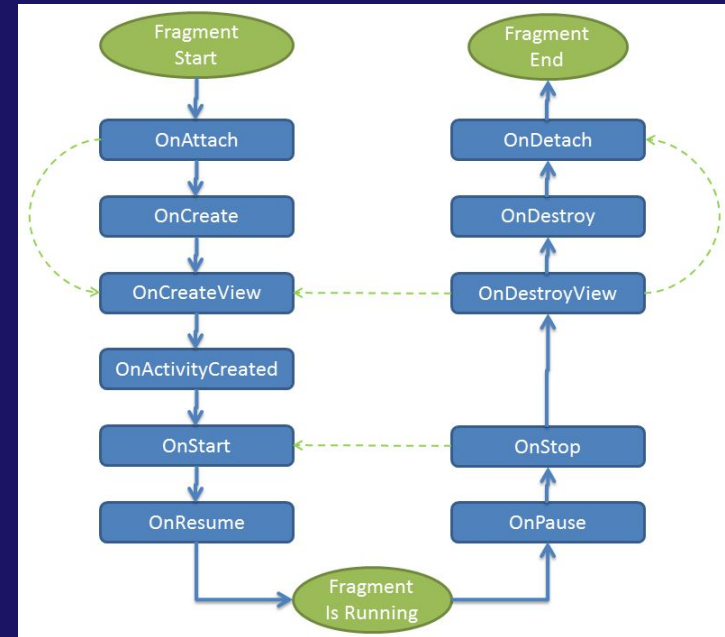 Fragment
Start
OnAttach
OnCreate
OnCreateView
OnActivityCreated
OnStart
OnResume
Fragment
Is Running
OnPause
OnStop
OnDestroyView
OnDestroy
OnDetach
Fragment
End